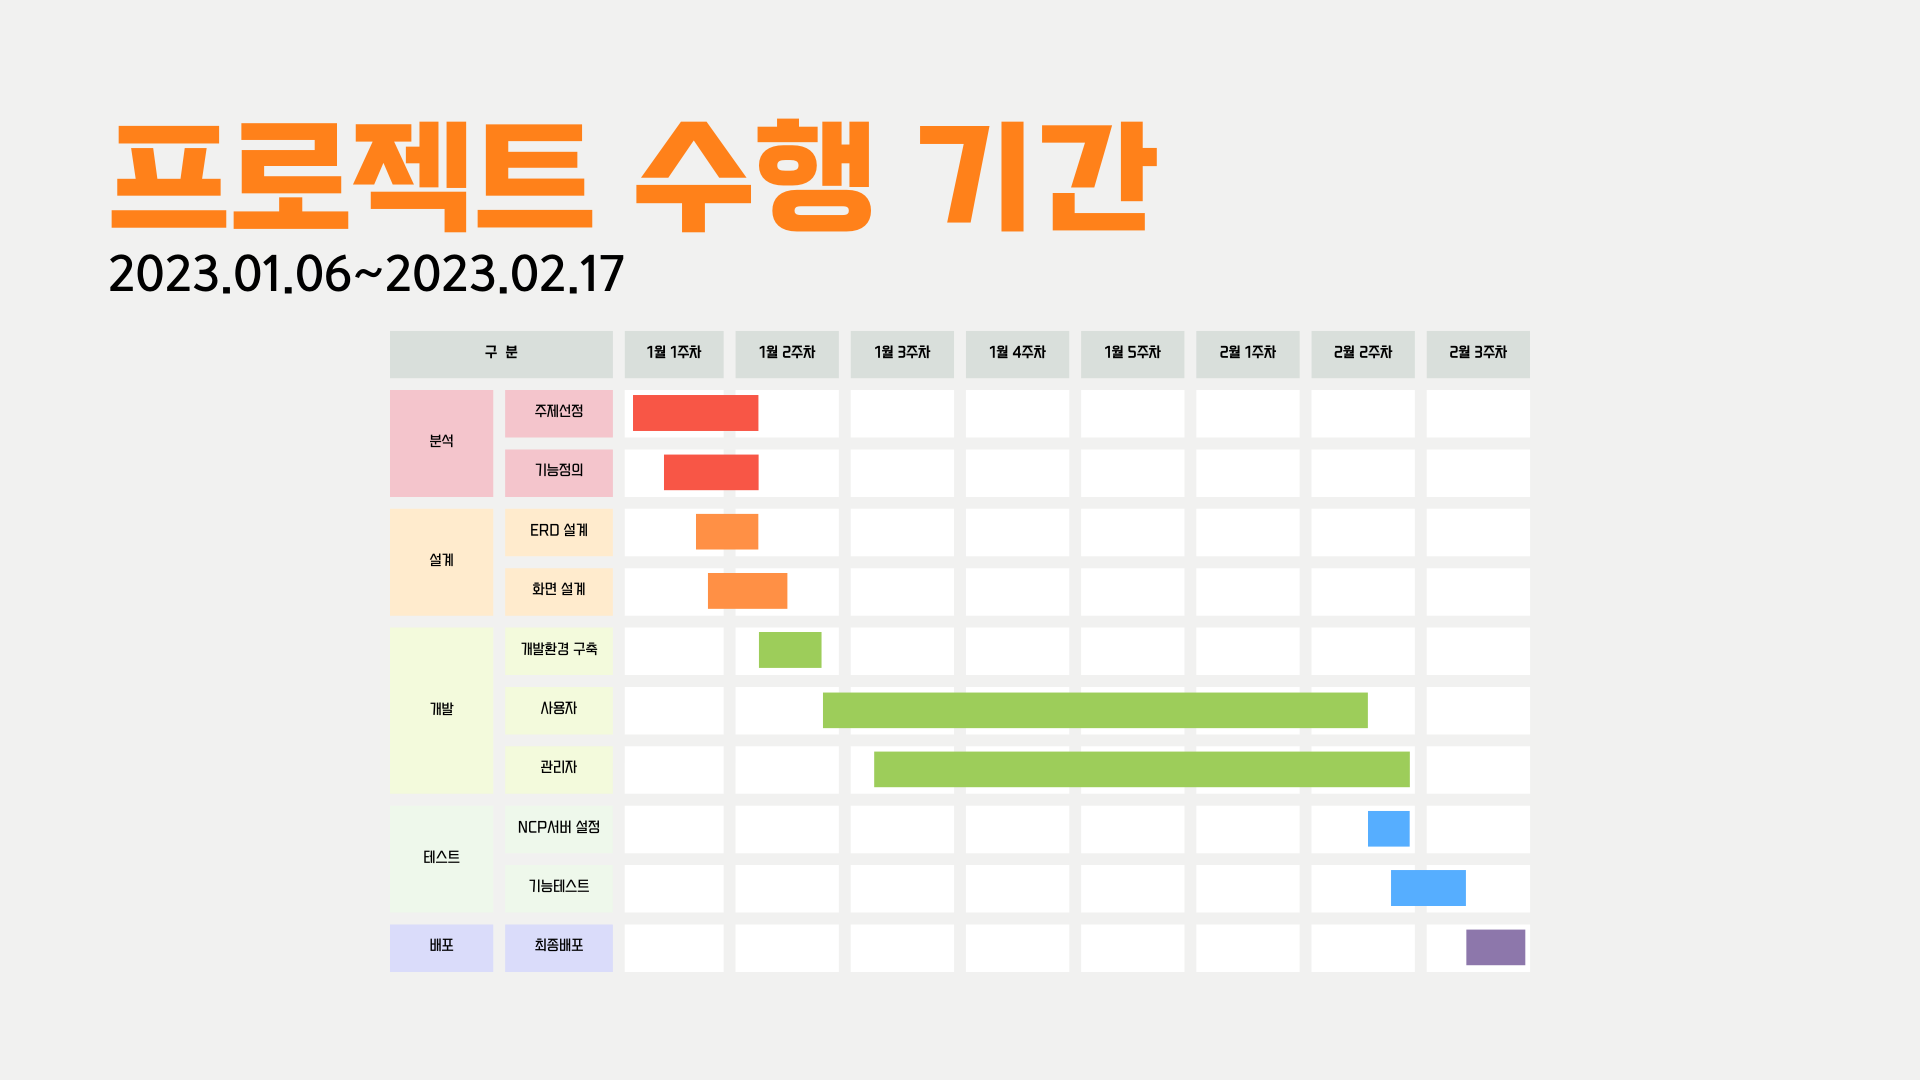 프로젝트 수행 기간
2023.01.06~2023.02.17
구 분 1월 1주차 1월 2주차 1월 3주차 1월 4주차 1월 5주차 2월 1주차 2월 2주차 2월 3주차
분석
주제선정
기능정의
설계
ERD 설계
화면 설계
개발
개발환경 구축
사용자
관리자
테스트
NCP서버 설정
기능테스트
배포
최종배포